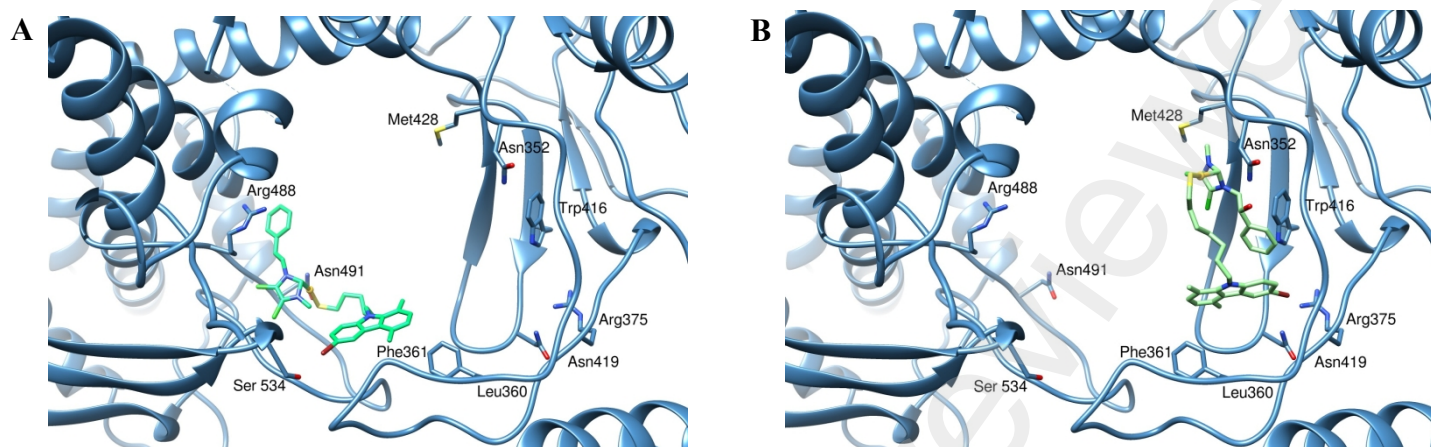 A
B
Met428
Asn352
Arg488
Trp416
Asn491
Arg375
Phe361
Asn419
Ser 534
Leu360
Met428
Asn352
Arg488
Trp416
Asn491
Arg375
Phe361
Asn419
Ser 534
Leu360